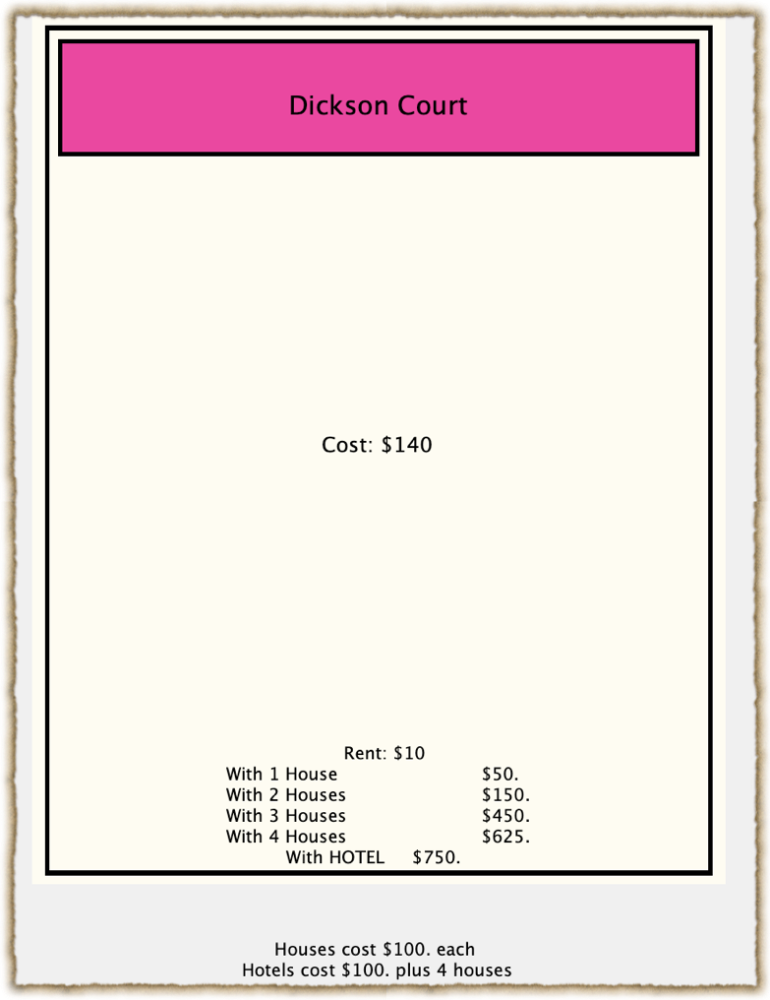 Dickson Court
Cost: $140
Rent: $10
With 1 House $50.
With 2 Houses $150.
With 3 Houses $450.
With 4 Houses $625.
With HOTEL $750.
Houses cost $100. each
Hotels cost $100. plus 4 houses